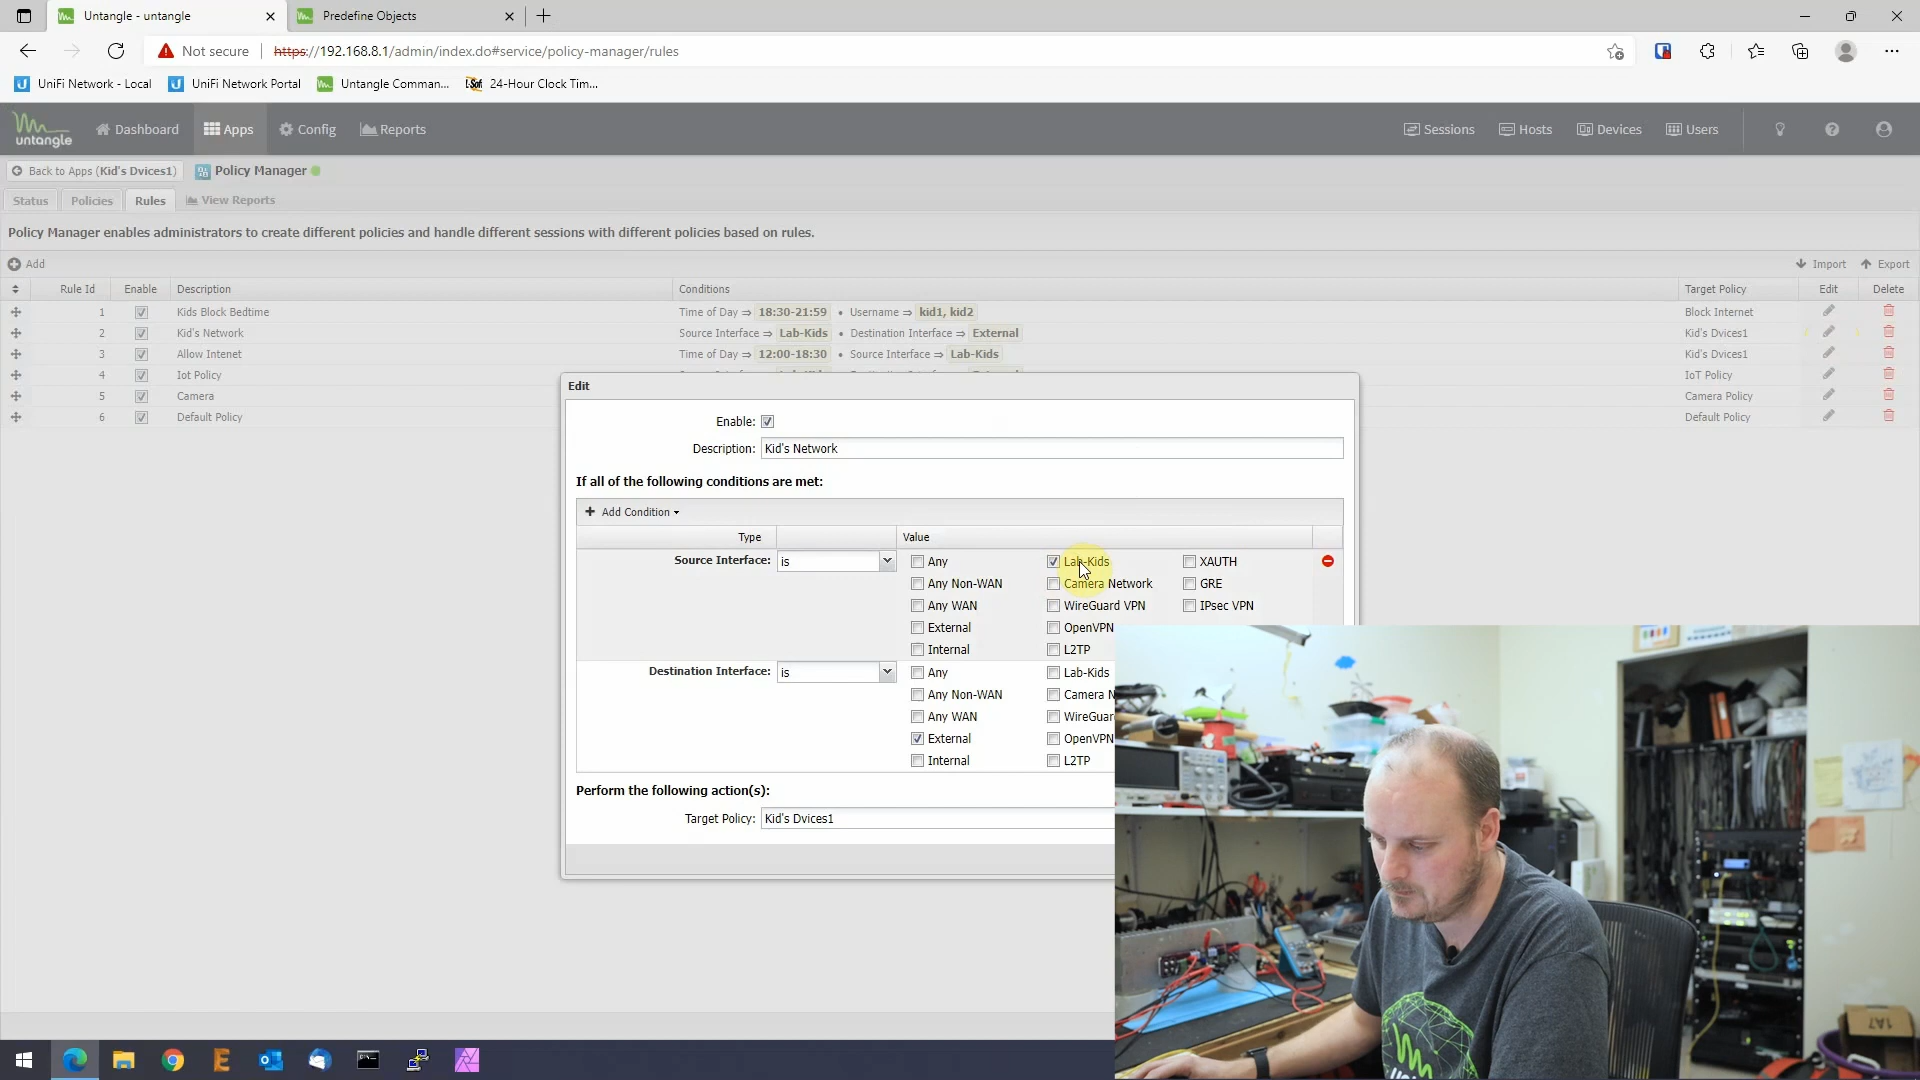 Untangle - untangle
Predefine Objects
Not secure
https://192.168.8.1/admin/index.do#service/policy-manager/rules
UniFi Network - Local
UniFi Network Portal
Untangle Comman...
24-Hour Clock Tim...
untangle
Dashboard
Apps
Config
Reports
Sessions
Hosts
Devices
Users
Back to Apps (Kid's Dvices1)
Policy Manager
Status
Policies
Rules
View Reports
Policy Manager enables administrators to create different policies and handle different sessions with different policies based on rules.
Add
Import
Export
Rule Id Enable Description Conditions Target Policy Edit Delete
1 Kids Block Bedtime Time of Day ⇒ 18:30-21:59 • Username ⇒ kid1, kid2 Block Internet
2 Kid's Network Source Interface ⇒ Lab-Kids • Destination Interface ⇒ External Kid's Dvices1
3 Allow Intenet Time of Day ⇒ 12:00-18:30 • Source Interface ⇒ Lab-Kids Kid's Dvices1
4 Iot Policy IoT Policy
5 Camera Camera Policy
6 Default Policy Default Policy
Edit
Enable:
Description: Kid's Network
If all of the following conditions are met:
Add Condition
Type Value
Source Interface: is Any Lab-Kids XAUTH
Any Non-WAN Camera Network GRE
Any WAN WireGuard VPN IPsec VPN
External OpenVPN
Internal L2TP
Destination Interface: is Any Lab-Kids
Any Non-WAN Camera N
Any WAN WireGuar
External OpenVPN
Internal L2TP
Perform the following action(s):
Target Policy: Kid's Dvices1